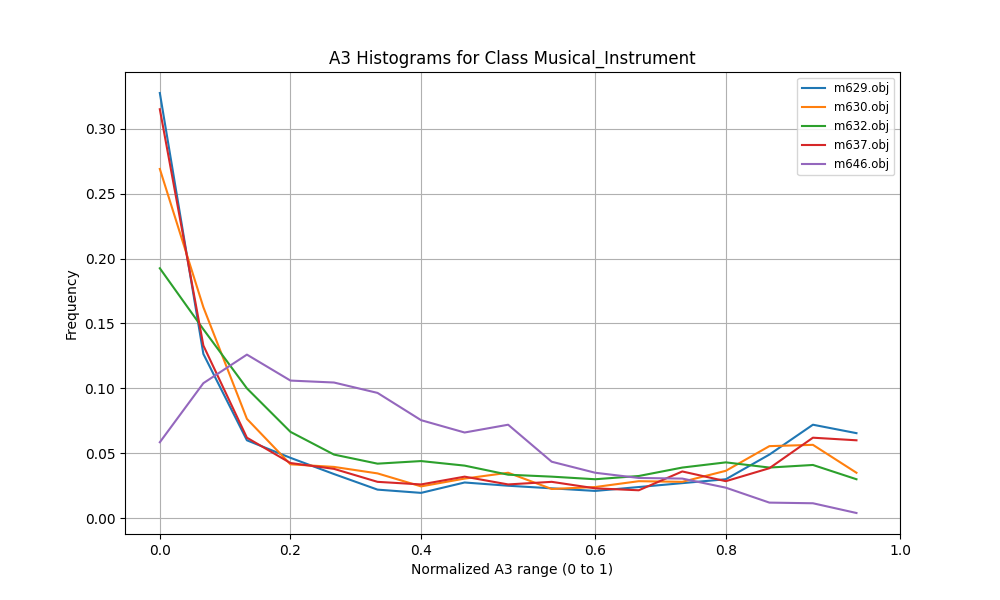 A3 Histograms for Class Musical_Instrument
m629.obj
m630.obj
m632.obj
m637.obj
m646.obj
Frequency
0.30
0.25
0.20
0.15
0.10
0.05
0.00
0.0 0.2 0.4 0.6 0.8 1.0
Normalized A3 range (0 to 1)